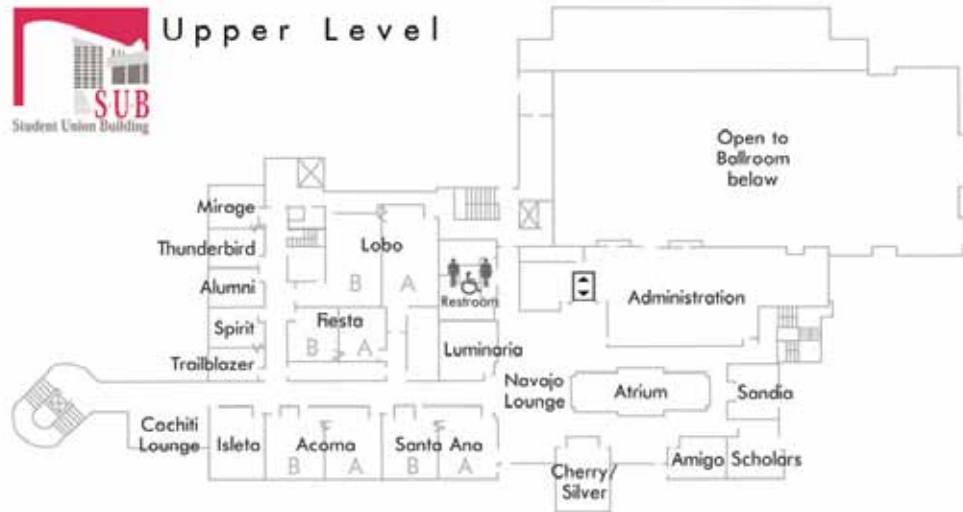 Upper Level
S·U·B
Student Union Building
Open to
Ballroom
below
Mirage
Thunderbird
Alumni
Spirit
Trailblazer
Lobo
B
A
Restroom
Fiesta
B
A
Luminaria
Administration
Navajo
Lounge
Atrium
Sandia
Cochiti
Lounge
Isleta
Acoma
B
A
Santa Ana
B
A
Cherry/
Silver
Amigo
Scholars